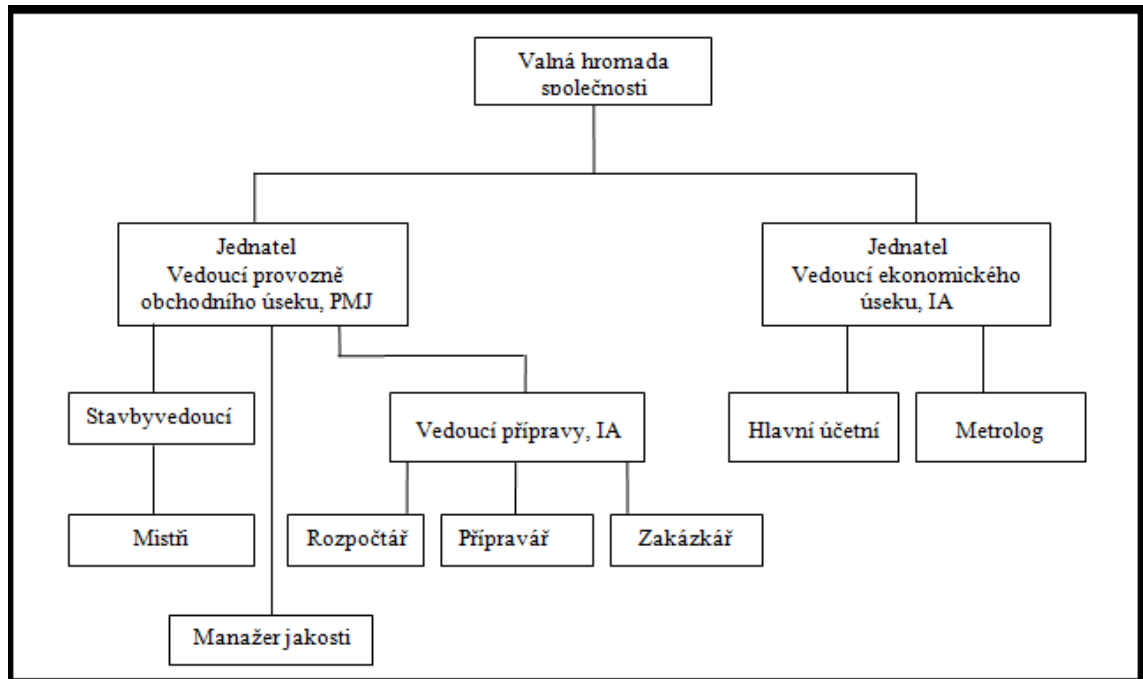 Valná hromada
společnosti
Jednatel
Vedoucí provozně
obchodního úseku, PMJ
Jednatel
Vedoucí ekonomického
úseku, IA
Stavbyvedoucí
Vedoucí přípravy, IA
Hlavní účetní
Metrolog
Mistři
Rozpočtář
Přípravář
Zakázkář
Manažer jakosti